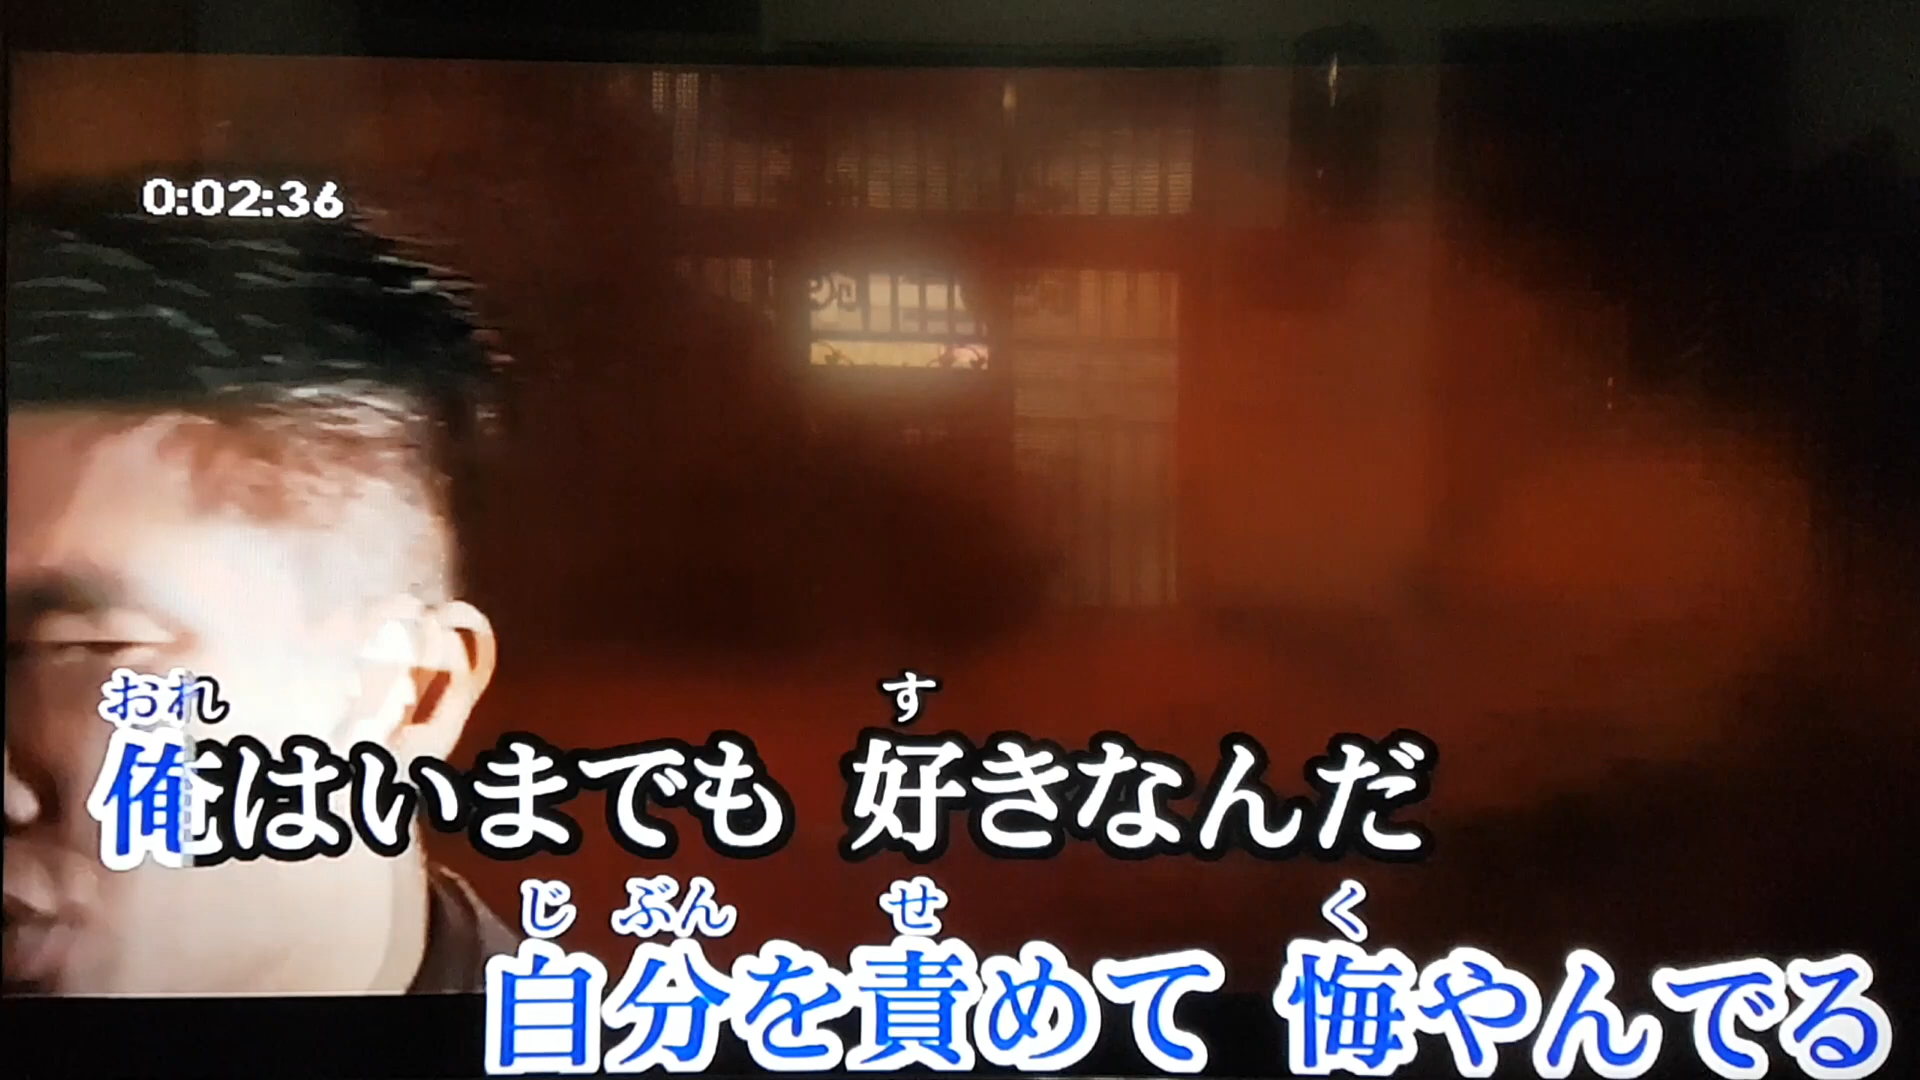 0:02:36
おれ す
俺はいまでも 好きなんだ
じ ぶん せ く
自分を責めて 悔やんでる